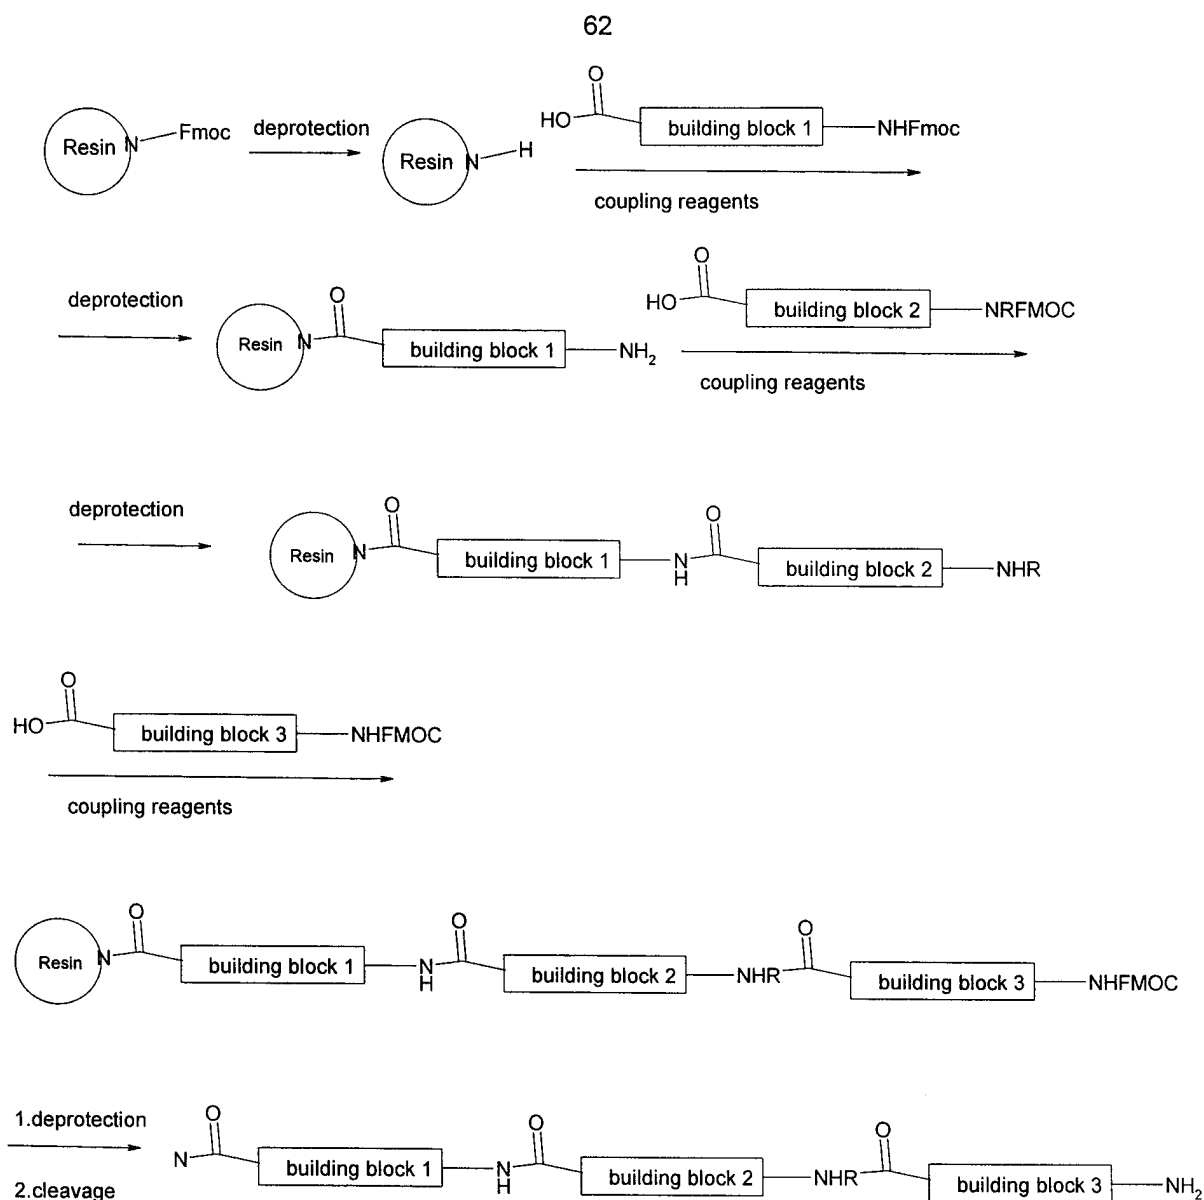 62
O
Resin N Fmoc deprotection Resin N H HO building block 1 NHFmoc
coupling reagents
O
deprotection O HO building block 2 NRFMOC
Resin N building block 1 NH2 coupling reagents
deprotection O O
Resin N building block 1 N H building block 2 NHR
O
HO building block 3 NHFMOC
coupling reagents
O O O
Resin N building block 1 N H building block 2 NHR building block 3 NHFMOC
1.deprotection O O O
N building block 1 N H building block 2 NHR building block 3 NH2
2.cleavage